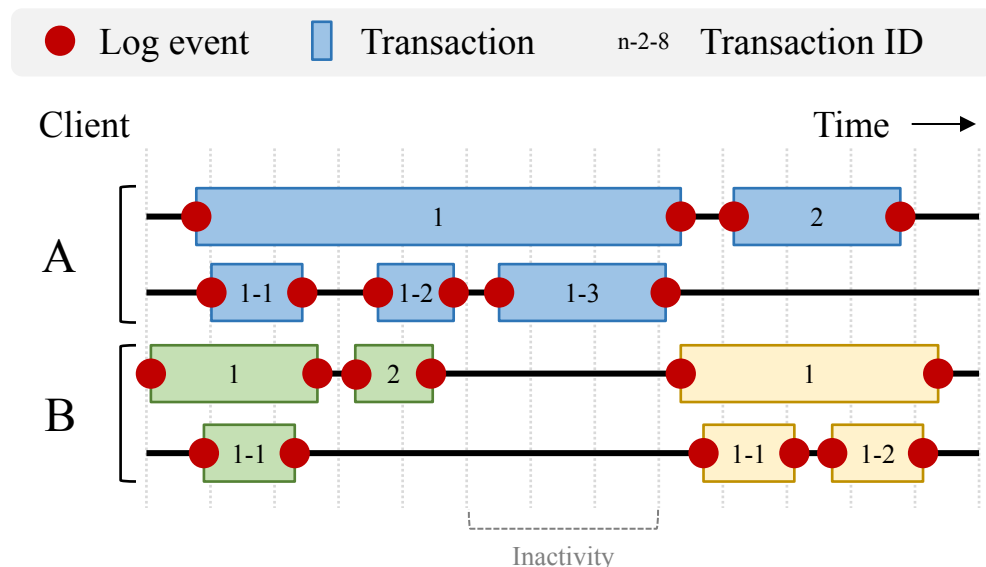 Log event Transaction n-2-8 Transaction ID
Client Time
A
1 2
1-1 1-2 1-3
B
1 2 1
1-1 1-1 1-2
Inactivity